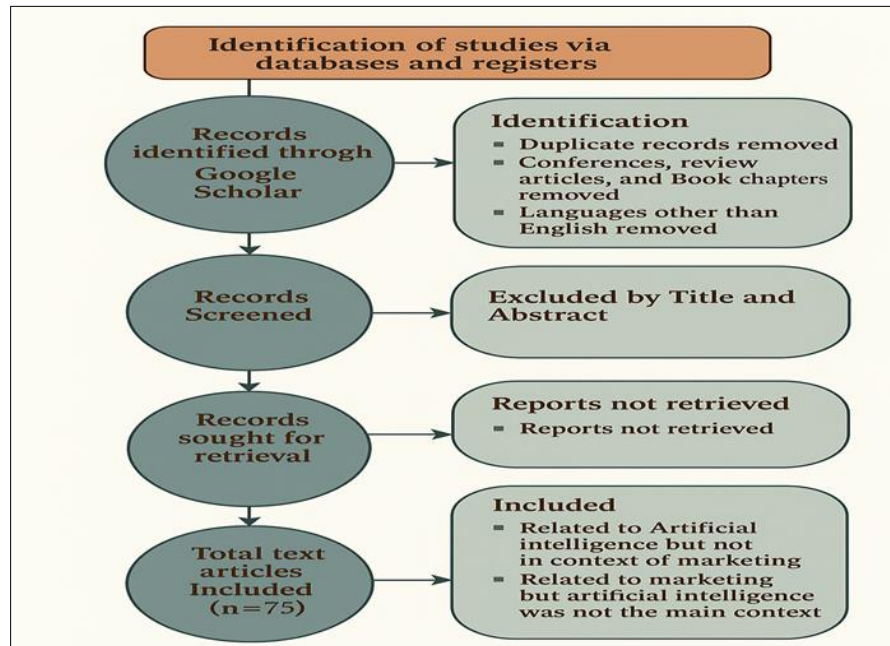 Identification of studies via
databases and registers
Records
identified throgh
Google
Scholar
Identification
▪ Duplicate records removed
▪ Conferences, review
articles, and Book chapters
removed
▪ Languages other than
English removed
Records
Screened
Excluded by Title and
Abstract
Records
sought for
retrieval
Reports not retrieved
▪ Reports not retrieved
Total text
articles
Included
(n=75)
Included
▪ Related to Artificial
intelligence but not
in context of marketing
▪ Related to marketing
but artificial intelligence
was not the main context